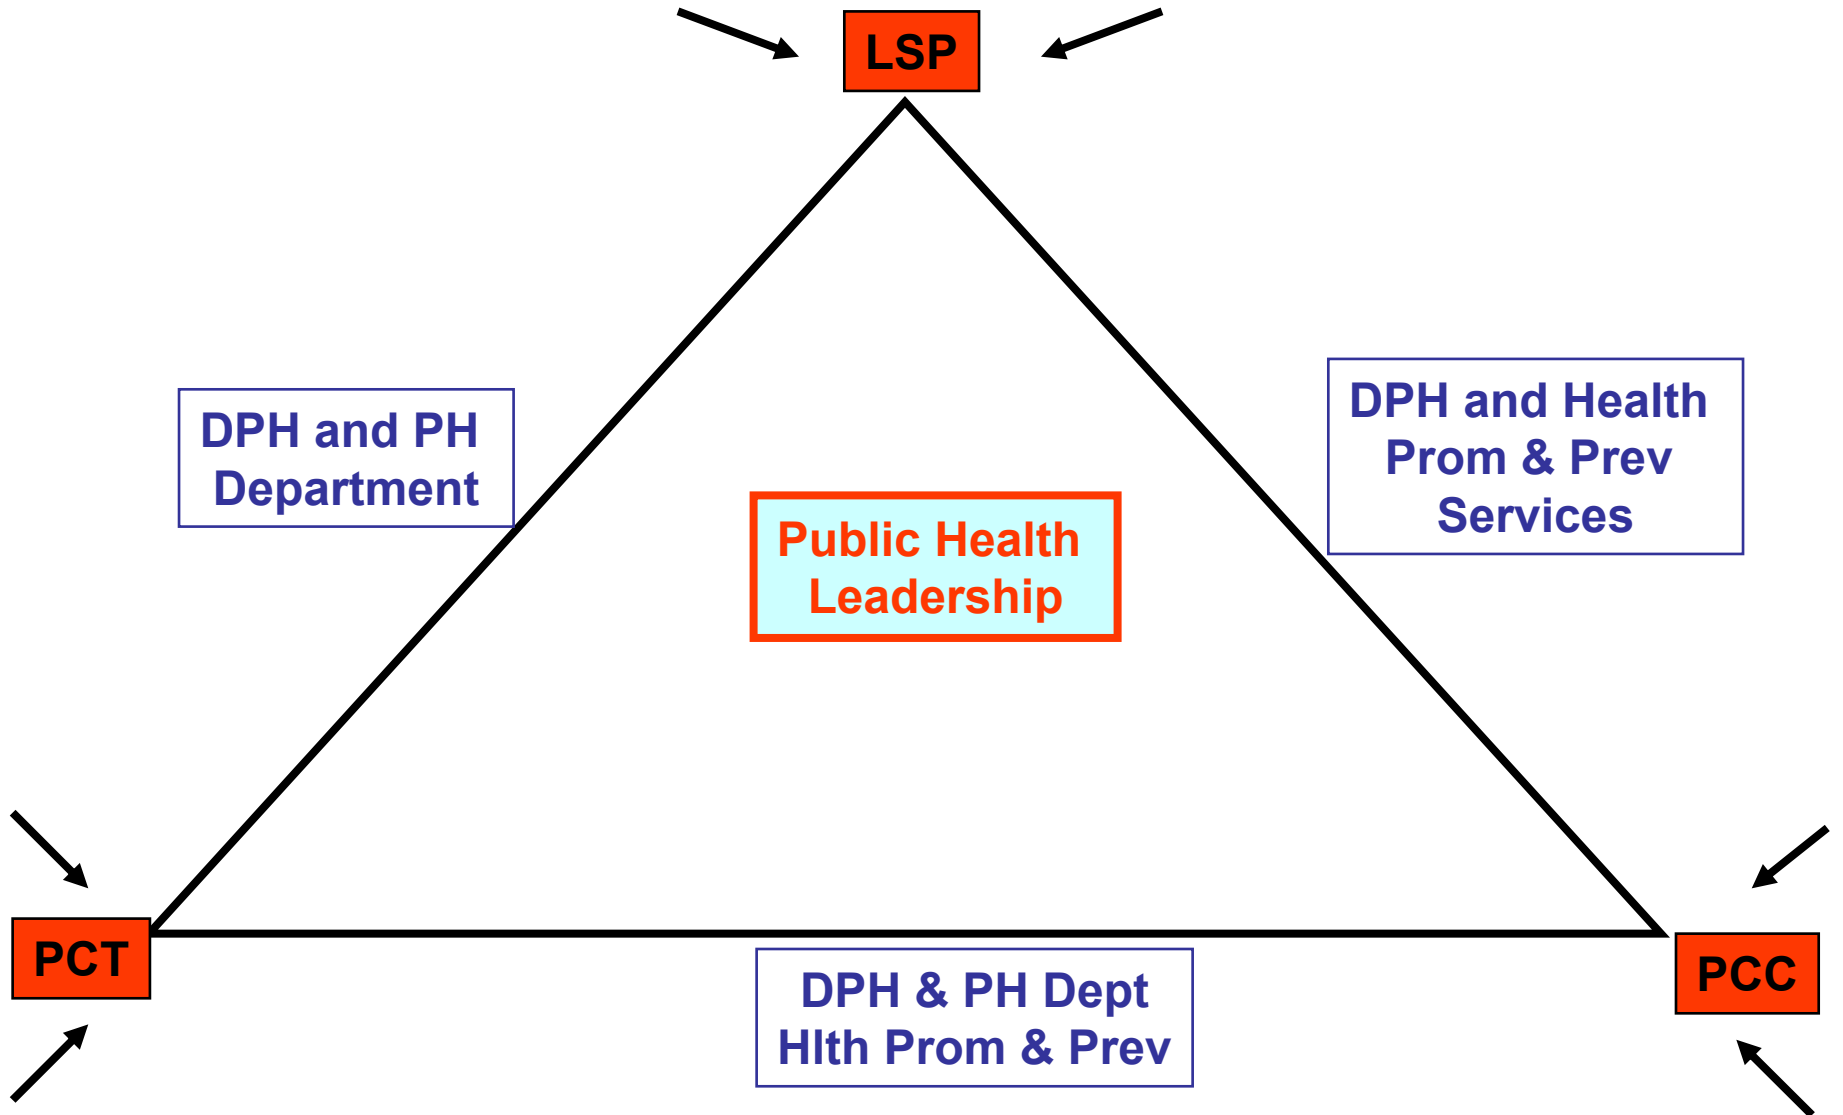 LSP
DPH and PH
Department
DPH and Health
Prom & Prev
Services
Public Health
Leadership
PCT
PCC
DPH & PH Dept
Hlth Prom & Prev